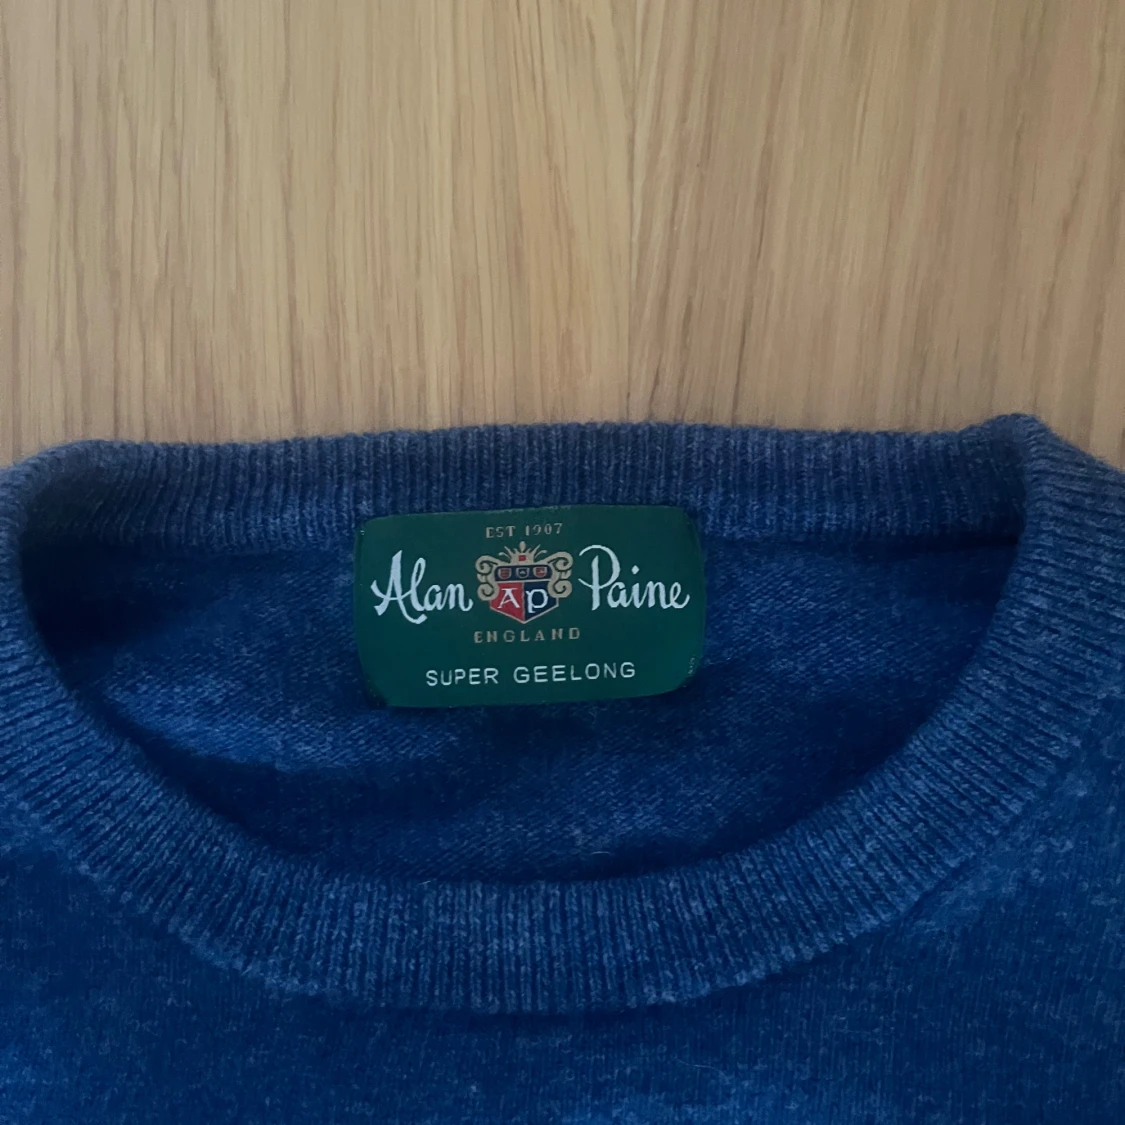 EST 1907
Alan AP Paine
ENGLAND
SUPER GEELONG